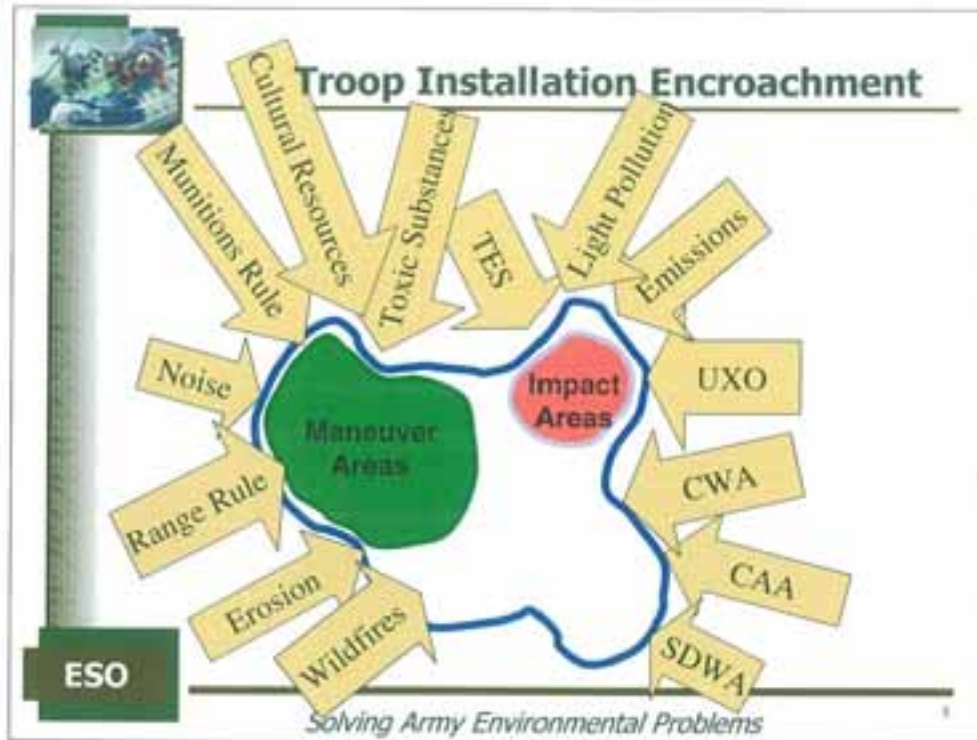 Troop Installation Encroachment
Munitions Rule
Cultural Resources
Toxic Substances
TES
Light Pollution
Emissions
Noise
UXO
Impact
Areas
Maneuver
Areas
Range Rule
CWA
CAA
Erosion
Wildfires
SDWA
ESO
Solving Army Environmental Problems